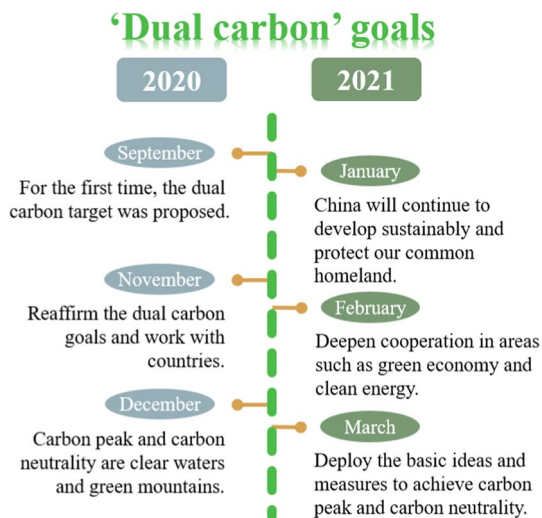 ‘Dual carbon’ goals
2020
September
For the first time, the dual
carbon target was proposed.
November
Reaffirm the dual carbon
goals and work with
countries.
December
Carbon peak and carbon
neutrality are clear waters
and green mountains.
2021
January
China will continue to
develop sustainably and
protect our common
homeland.
February
Deepen cooperation in areas
such as green economy and
clean energy.
March
Deploy the basic ideas and
measures to achieve carbon
peak and carbon neutrality.